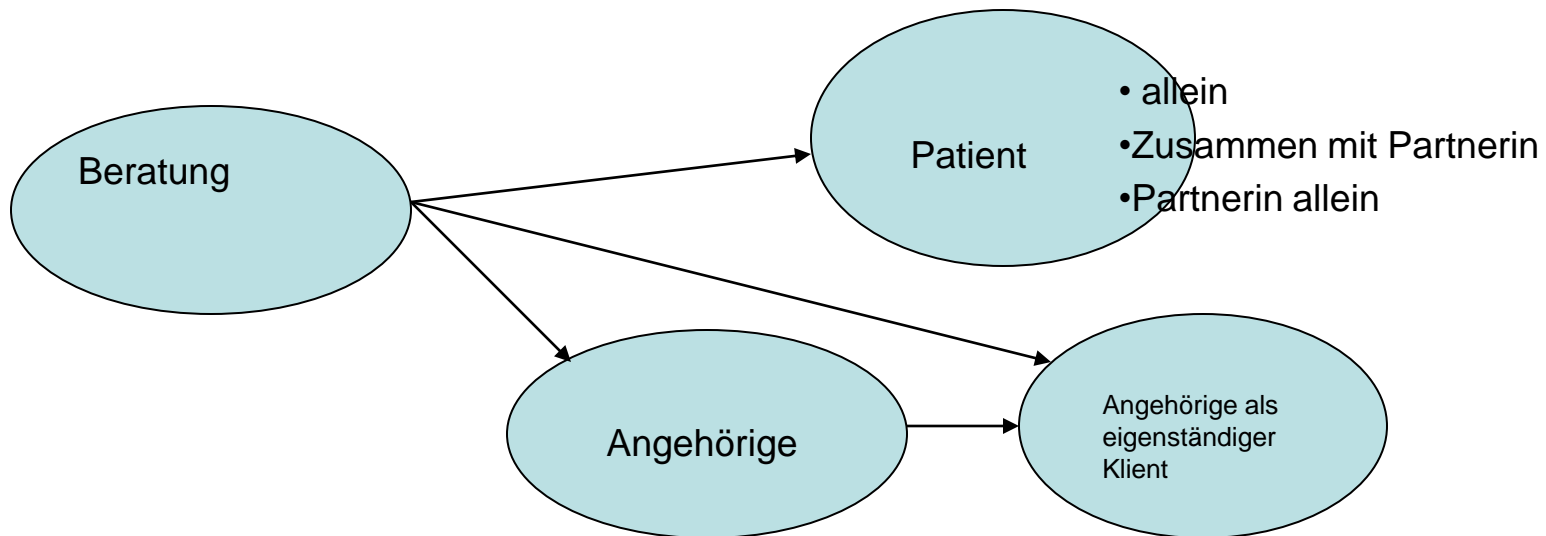 Beratung
Patient
• allein
•Zusammen mit Partnerin
•Partnerin allein
Angehörige
Angehörige als
eigenständiger
Klient